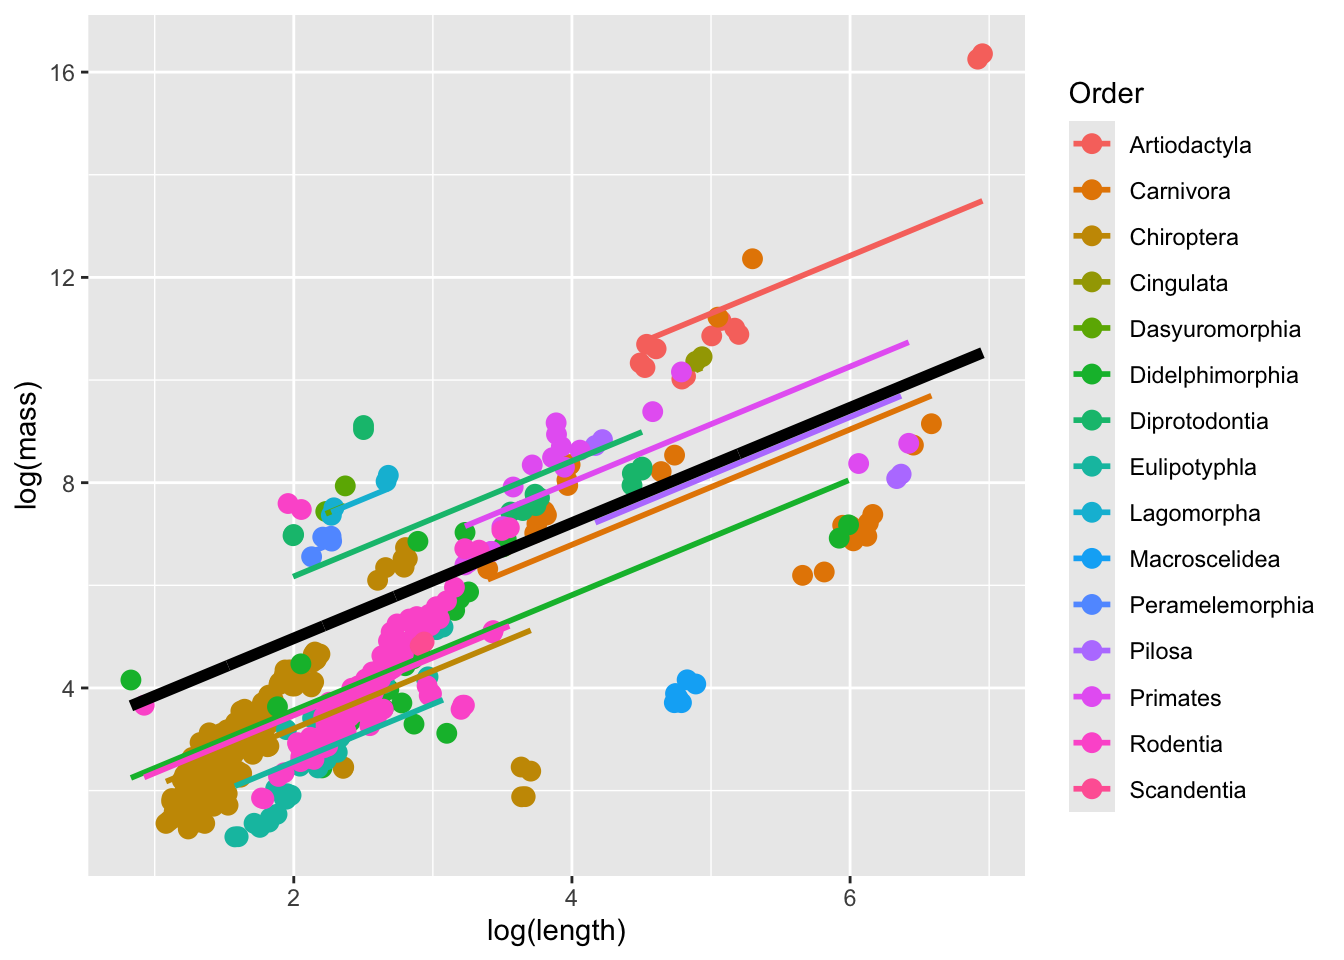 16
12
8
4
log(mass)
2
4
6
log(length)
Order
Artiodactyla
Carnivora
Chiroptera
Cingulata
Dasyuromorphia
Didelphimorphia
Diprotodontia
Eulipotyphla
Lagomorpha
Macroscelidea
Peramelemorphia
Pilosa
Primates
Rodentia
Scandentia